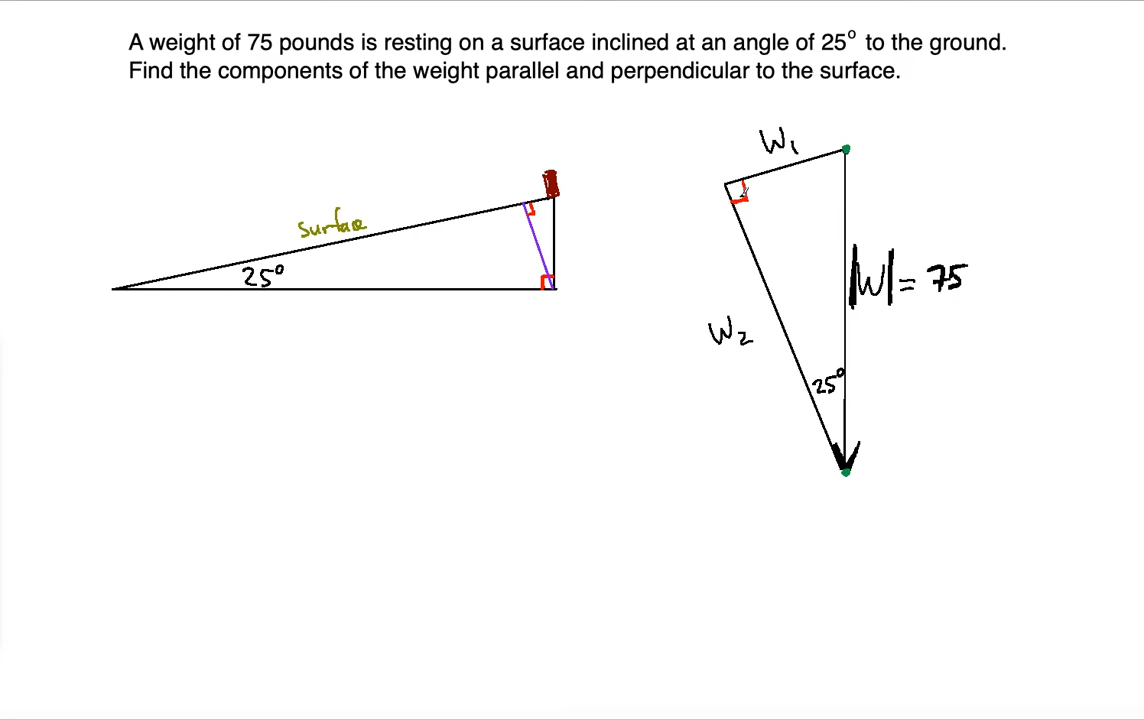 A weight of 75 pounds is resting on a surface inclined at an angle of 25° to the ground.
Find the components of the weight parallel and perpendicular to the surface.
W₁
surface
25°
|W| = 75
W₂
25°